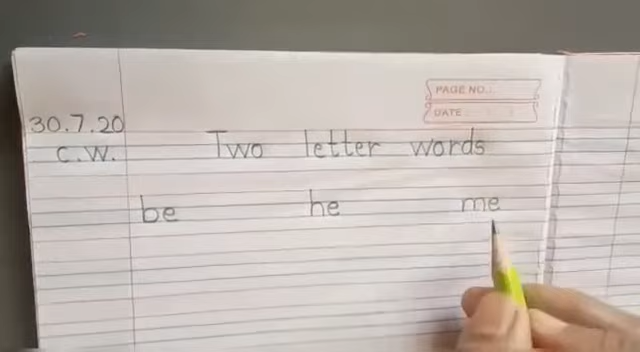 PAGE NO.:
DATE
30.7.20
C.W.
Two letter words
be he me